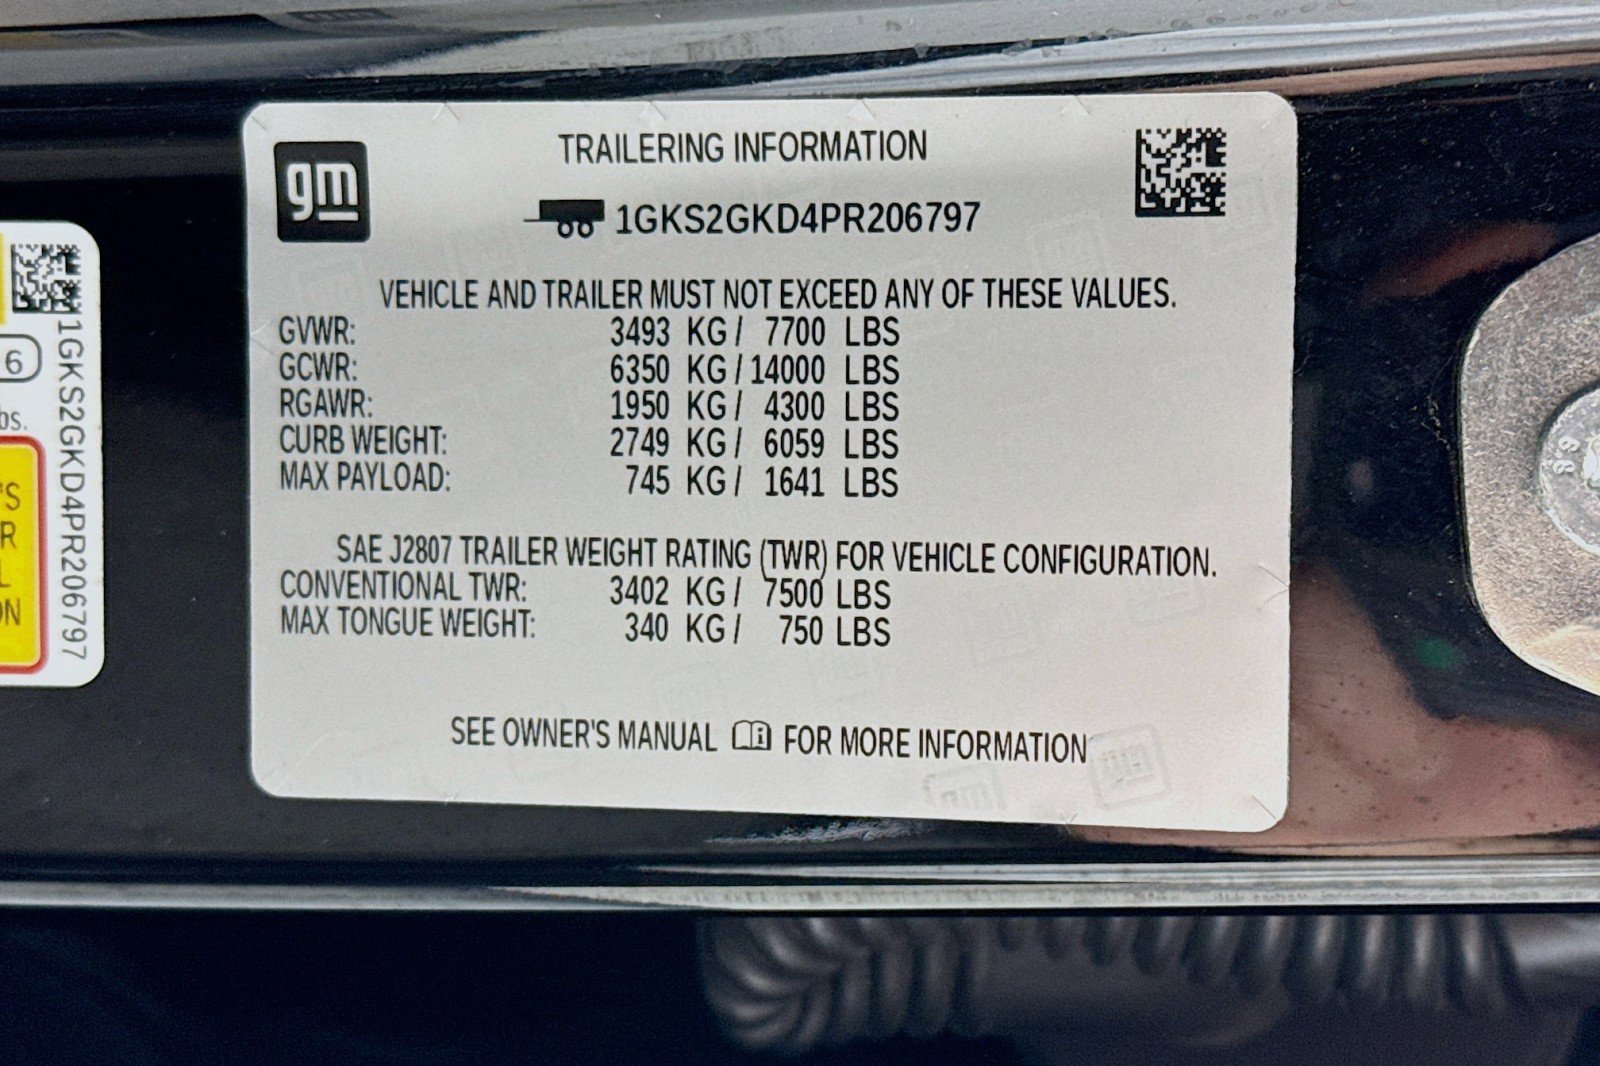 gm
TRAILERING INFORMATION
1GKS2GKD4PR206797
VEHICLE AND TRAILER MUST NOT EXCEED ANY OF THESE VALUES.
GVWR: 3493 KG / 7700 LBS
GCWR: 6350 KG / 14000 LBS
RGAWR: 1950 KG / 4300 LBS
CURB WEIGHT: 2749 KG / 6059 LBS
MAX PAYLOAD: 745 KG / 1641 LBS
SAE J2807 TRAILER WEIGHT RATING (TWR) FOR VEHICLE CONFIGURATION.
CONVENTIONAL TWR: 3402 KG / 7500 LBS
MAX TONGUE WEIGHT: 340 KG / 750 LBS
SEE OWNER'S MANUAL FOR MORE INFORMATION
1GKS2GKD4PR206797
6
bs.
'S
R
L
ON